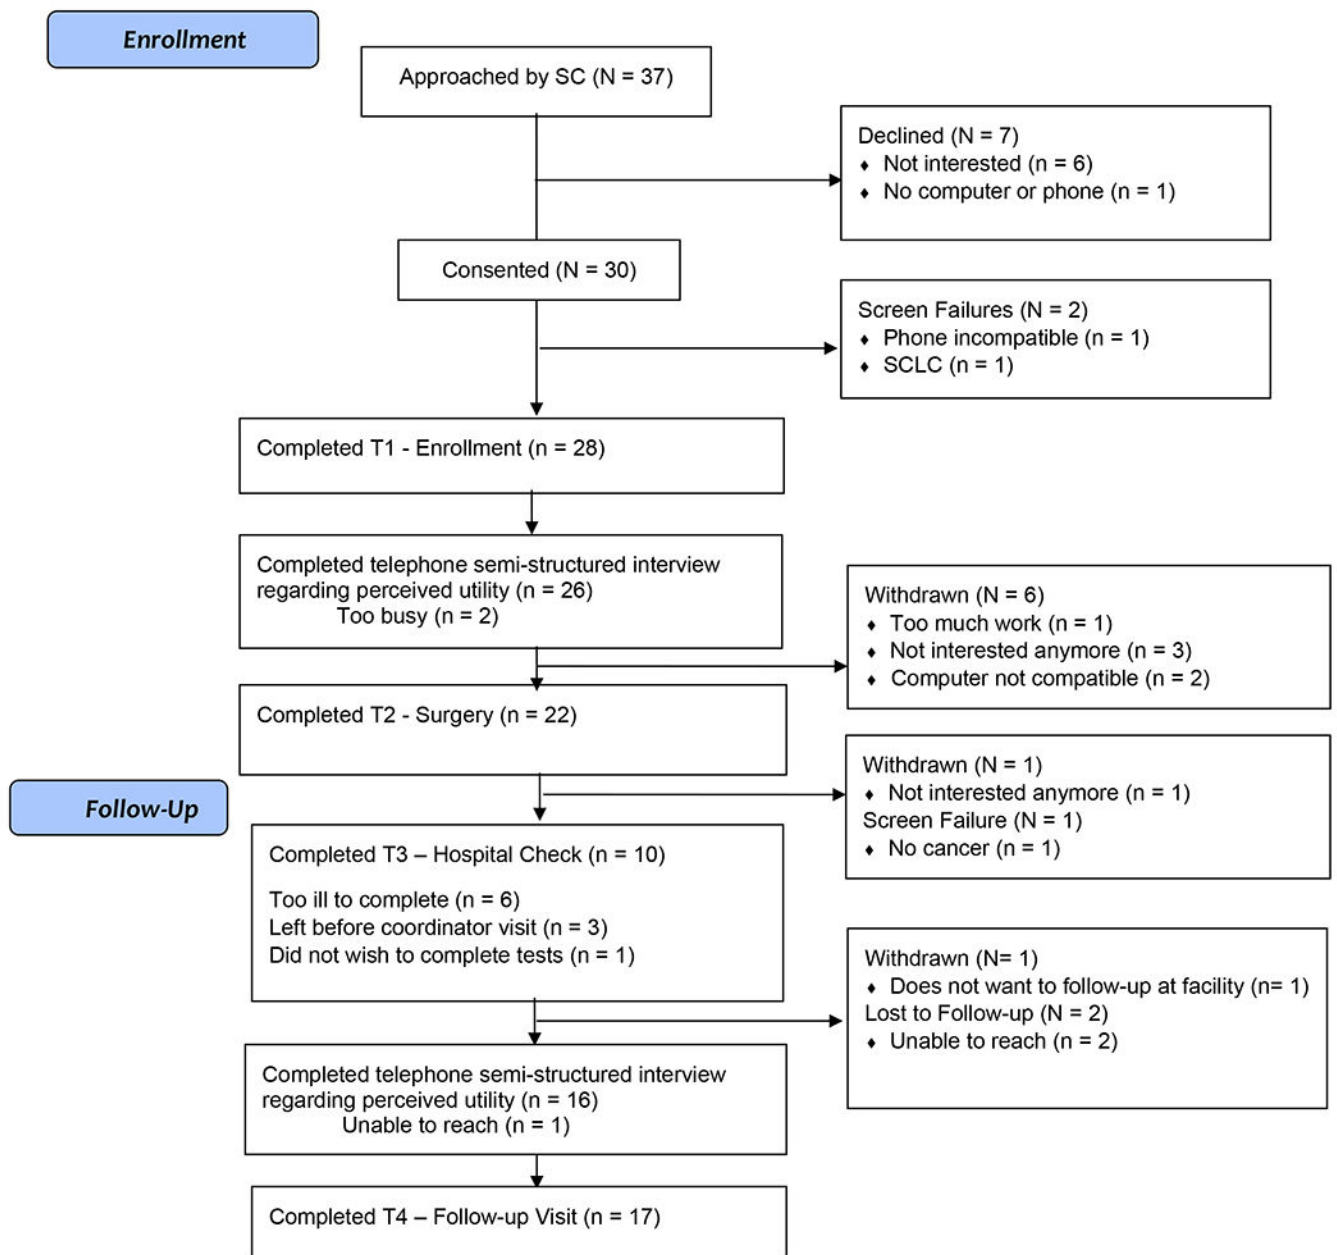 Enrollment
Approached by SC (N = 37)
Declined (N = 7)
♦ Not interested (n = 6)
♦ No computer or phone (n = 1)
Consented (N = 30)
Screen Failures (N = 2)
♦ Phone incompatible (n = 1)
♦ SCLC (n = 1)
Completed T1 - Enrollment (n = 28)
Completed telephone semi-structured interview
regarding perceived utility (n = 26)
Too busy (n = 2)
Withdrawn (N = 6)
♦ Too much work (n = 1)
♦ Not interested anymore (n = 3)
♦ Computer not compatible (n = 2)
Completed T2 - Surgery (n = 22)
Withdrawn (N = 1)
♦ Not interested anymore (n = 1)
Screen Failure (N = 1)
♦ No cancer (n = 1)
Follow-Up
Completed T3 – Hospital Check (n = 10)
Too ill to complete (n = 6)
Left before coordinator visit (n = 3)
Did not wish to complete tests (n = 1)
Withdrawn (N= 1)
♦ Does not want to follow-up at facility (n= 1)
Lost to Follow-up (N = 2)
♦ Unable to reach (n = 2)
Completed telephone semi-structured interview
regarding perceived utility (n = 16)
Unable to reach (n = 1)
Completed T4 – Follow-up Visit (n = 17)